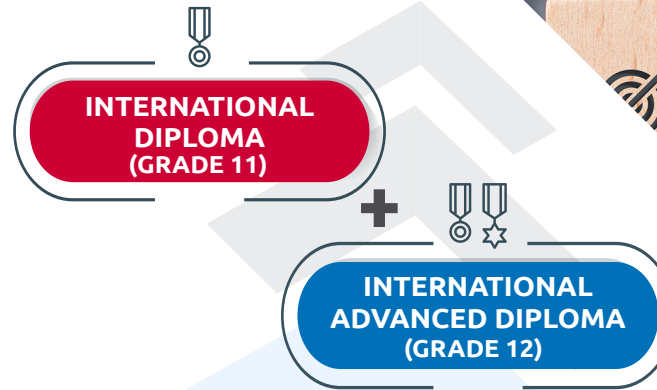 INTERNATIONAL
DIPLOMA
(GRADE 11)
+
INTERNATIONAL
ADVANCED DIPLOMA
(GRADE 12)